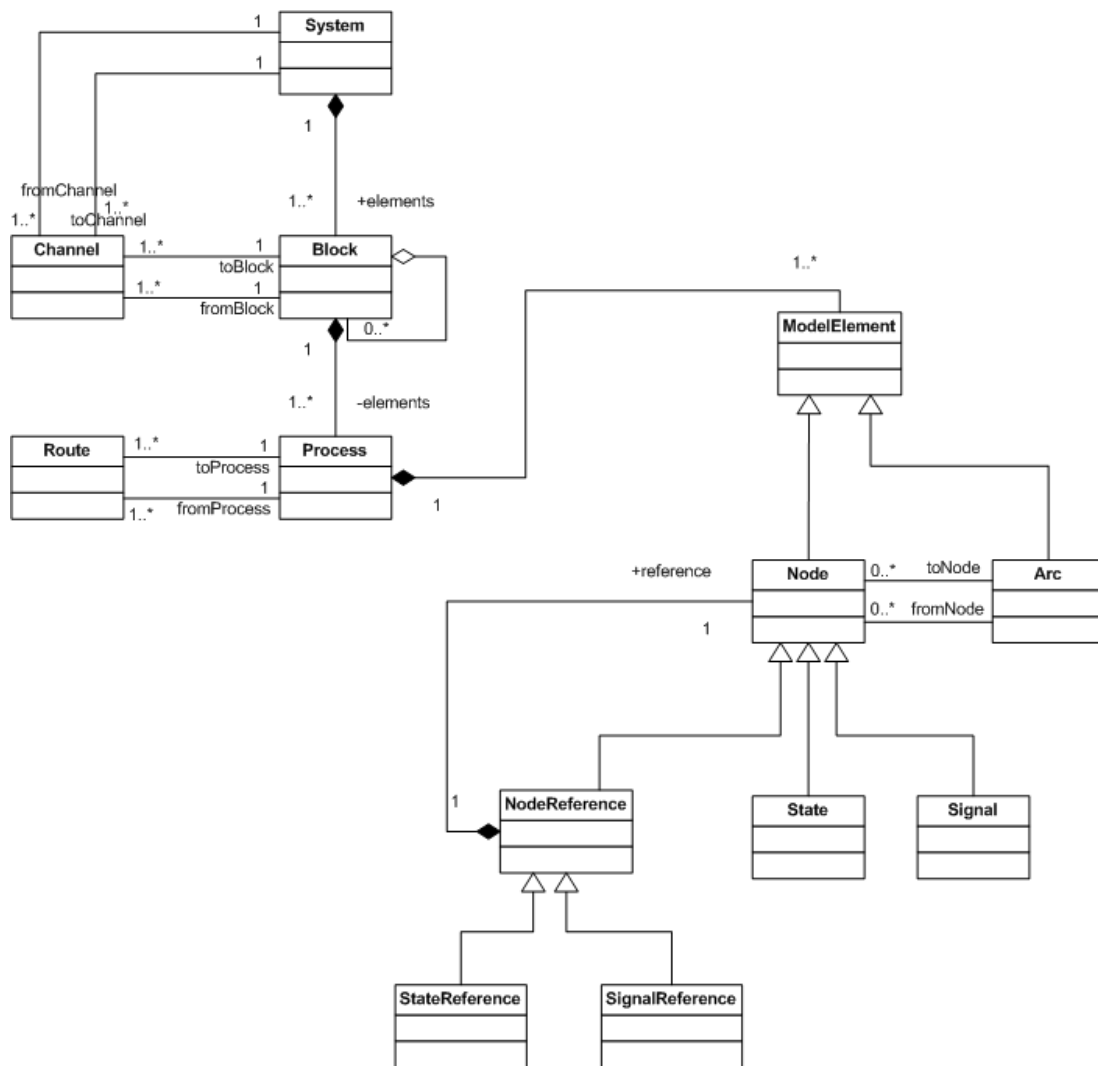 1
System
1
1
fromChannel
1..*
1..*
toChannel
1..*
+elements
Channel
1..*
1
toBlock
Block
1..*
1
fromBlock
0..*
1
1..*
ModelElement
1..*
-elements
Route
1..*
1
toProcess
Process
1
1..*
fromProcess
1
+reference
1
Node
0..*
toNode
0..*
fromNode
Arc
1
NodeReference
State
Signal
StateReference
SignalReference